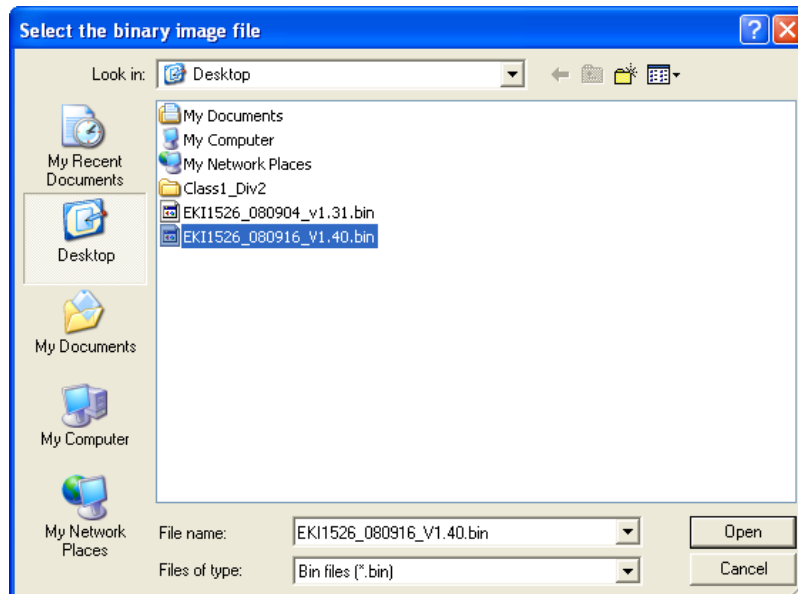 Select the binary image file
Look in:
Desktop
My Recent
Documents
Desktop
My Documents
My Computer
My Network
Places
My Documents
My Computer
My Network Places
Class1_Div2
EKI1526_080904_v1.31.bin
EKI1526_080916_V1.40.bin
File name:
EKI1526_080916_V1.40.bin
Open
Files of type:
Bin files (*.bin)
Cancel